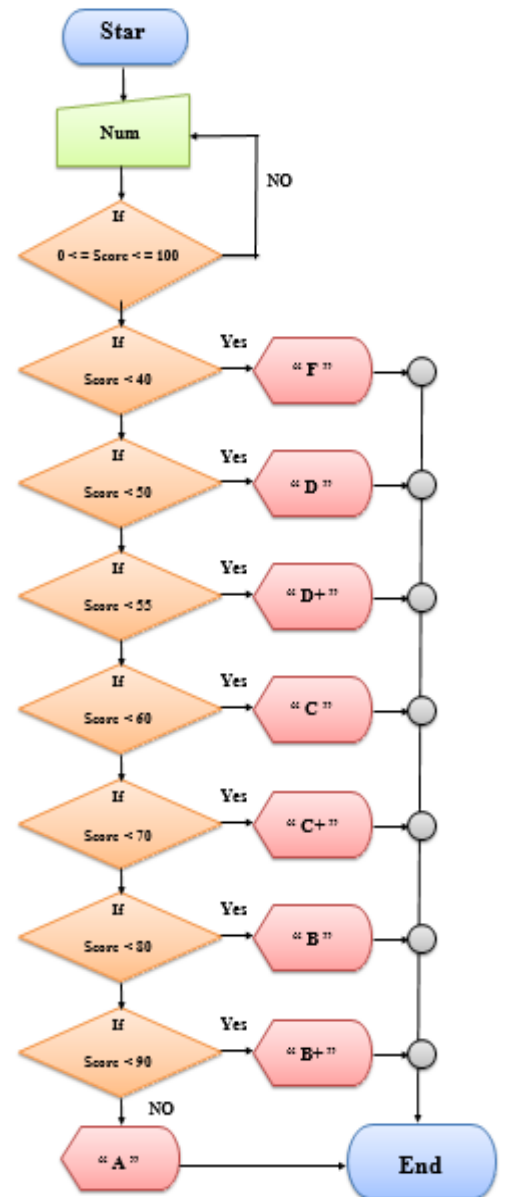 Star
Num
NO
If
0 < = Score < = 100
If
Score < 40
Yes
“ F ”
If
Score < 50
Yes
“ D ”
If
Score < 55
Yes
“ D+ ”
If
Score < 60
Yes
“ C ”
If
Score < 70
Yes
“ C+ ”
If
Score < 80
Yes
“ B ”
If
Score < 90
Yes
“ B+ ”
NO
“ A ”
End